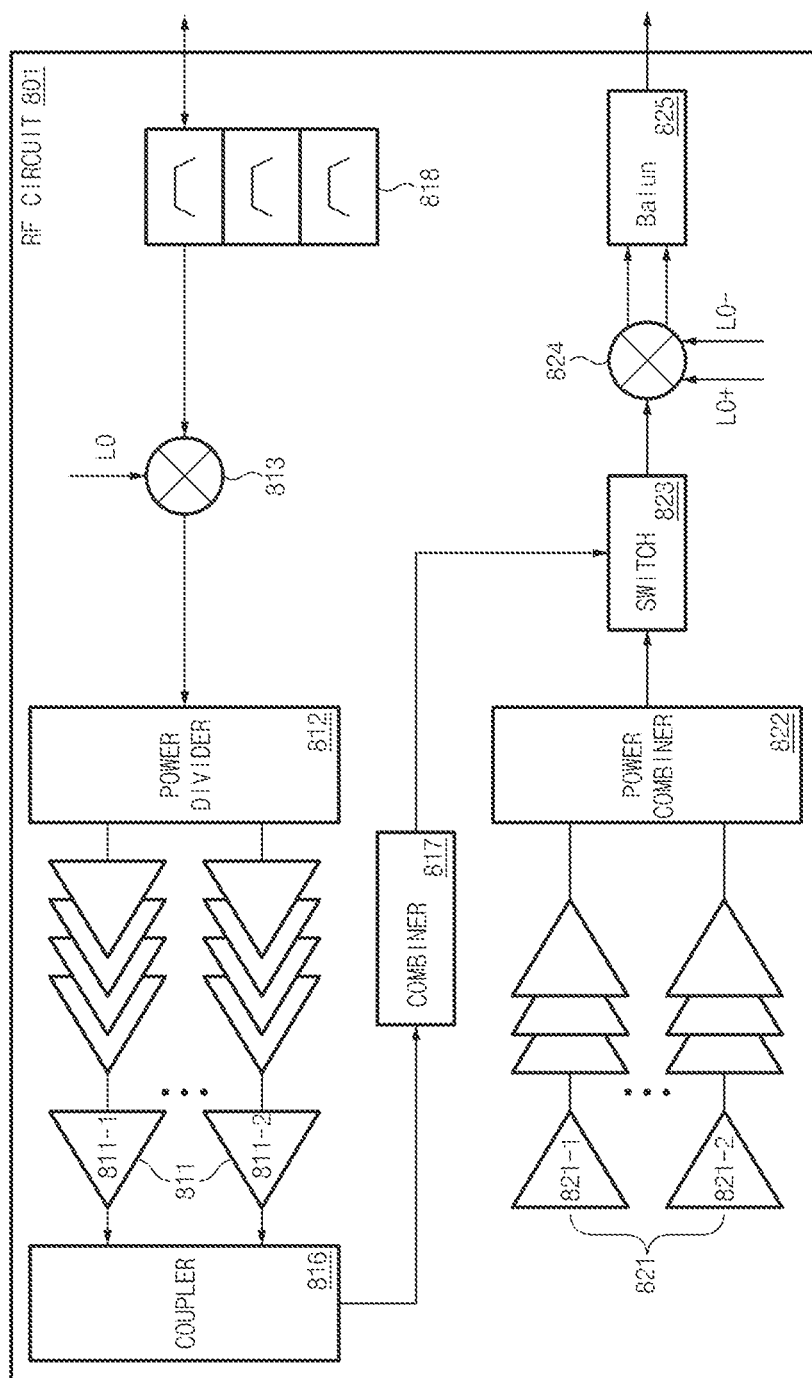 RF CIRCUIT 801
818
LO
813
POWER
DIVIDER
812
811-1
811
811-2
COUPLER
816
COMBINER
817
Balun
825
824
LO+
LO-
SWITCH
823
POWER
COMBINER
822
821-1
821-2
821